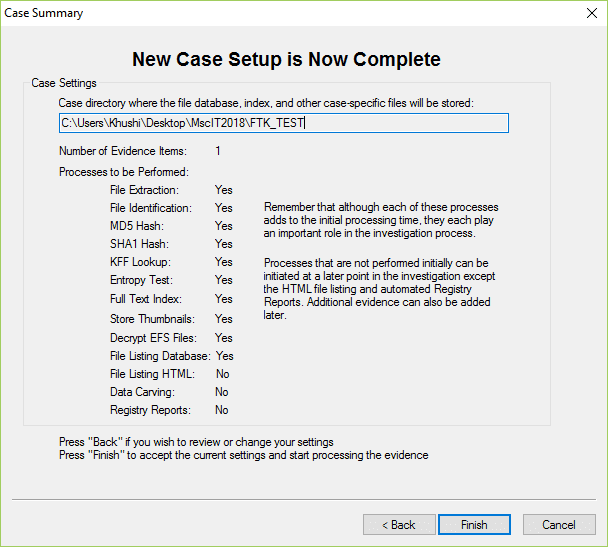 Case Summary
New Case Setup is Now Complete
Case Settings
Case directory where the file database, index, and other case-specific files will be stored:
C:\Users\Khushi\Desktop\MscIT2018\FTK_TEST
Number of Evidence Items: 1
Processes to be Performed:
File Extraction: Yes
File Identification: Yes
MD5 Hash: Yes
SHA1 Hash: Yes
KFF Lookup: Yes
Entropy Test: Yes
Full Text Index: Yes
Store Thumbnails: Yes
Decrypt EFS Files: Yes
File Listing Database: Yes
File Listing HTML: No
Data Carving: No
Registry Reports: No
Remember that although each of these processes
adds to the initial processing time, they each play
an important role in the investigation process.
Processes that are not performed initially can be
initiated at a later point in the investigation except
the HTML file listing and automated Registry
Reports. Additional evidence can also be added
later.
Press "Back" if you wish to review or change your settings
Press "Finish" to accept the current settings and start processing the evidence
< Back
Finish
Cancel